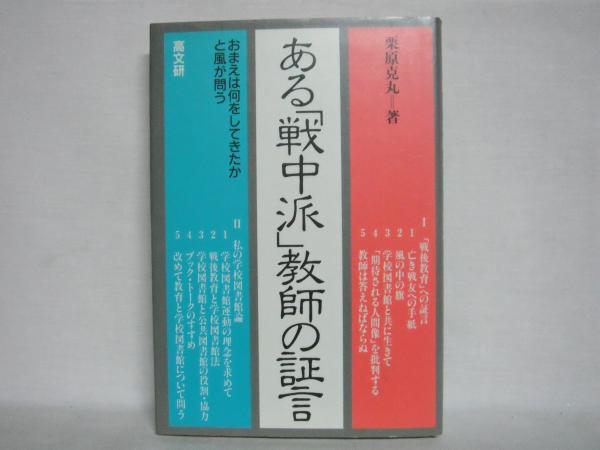 栗原克丸=著
Ⅰ 「戦後教育」への証言
1 亡き戦友への手紙
2 風の中の旗
3 学校図書館と共に生きて
4 「期待される人間像」を批判する
5 教師は答えねばならぬ
ある「戦中派」教師の証言
おまえは何をしてきたか
と風が問う
高文研
Ⅱ 私の学校図書館論
1 学校図書館運動の理念を求めて
2 戦後教育と学校図書館法
3 学校図書館と公共図書館の役割・協力
4 ブック・トークのすすめ
5 改めて教育と学校図書館について問う